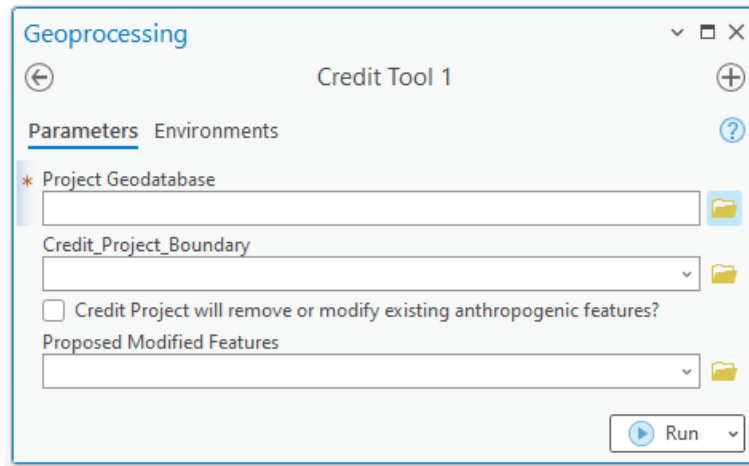 Geoprocessing
Credit Tool 1
Parameters Environments
* Project Geodatabase
Credit_Project_Boundary
Credit Project will remove or modify existing anthropogenic features?
Proposed Modified Features
Run